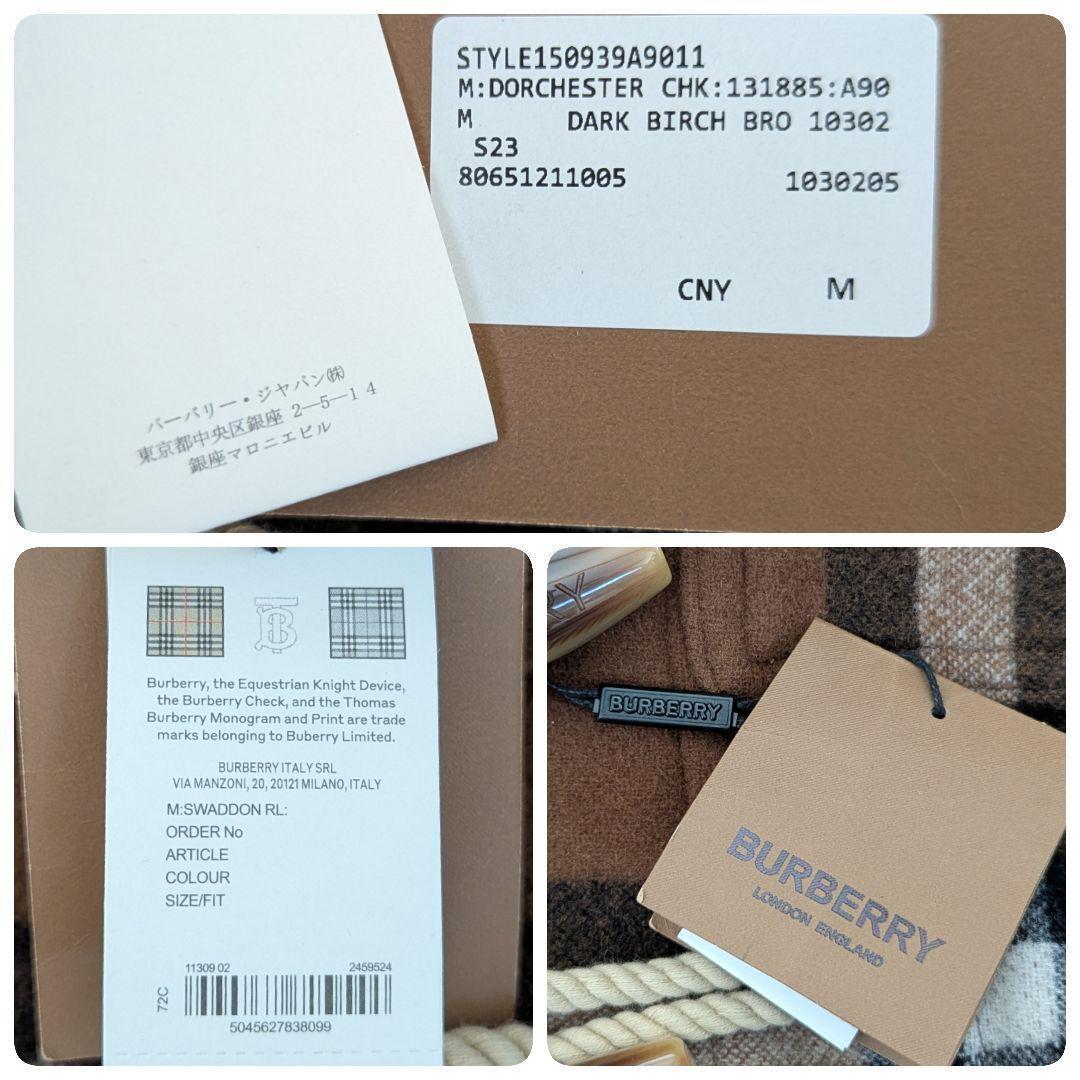 STYLE150939A9011
M:DORCHESTER CHK:131885:A90
M DARK BIRCH BRO 10302
S23
80651211005 1030205
CNY M
バーバリー・ジャパン㈱
東京都中央区銀座 2―5―14
銀座マロニエビル
B
Burberry, the Equestrian Knight Device,
the Burberry Check, and the Thomas
Burberry Monogram and Print are trade
marks belonging to Buberry Limited.
BURBERRY ITALY SRL
VIA MANZONI, 20, 20121 MILANO, ITALY
M:SWADDON RL:
ORDER No
ARTICLE
COLOUR
SIZE/FIT
11309 02 2459524
72C
5045627838099
RY
BURBERRY
BURBERRY
LONDON ENGLAND